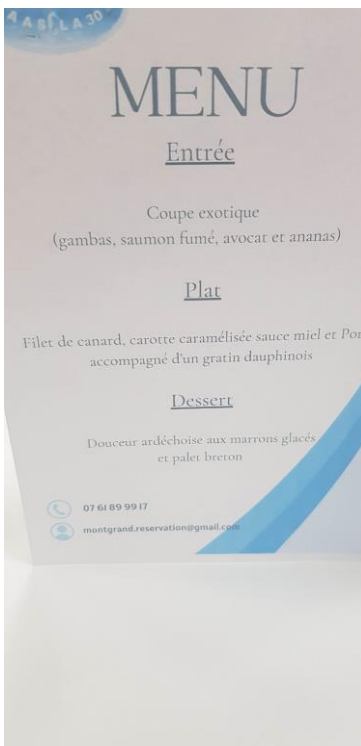 AASLA 30
MENU
Entrée
Coupe exotique
(gambas, saumon fumé, avocat et ananas)
Plat
Filet de canard, carotte caramélisée sauce miel et
accompagné d'un gratin dauphinois
Dessert
Douceur ardéchoise aux marrons glacés
et palet breton
07 61 89 99 17
montgrand.reservation@gmail.com